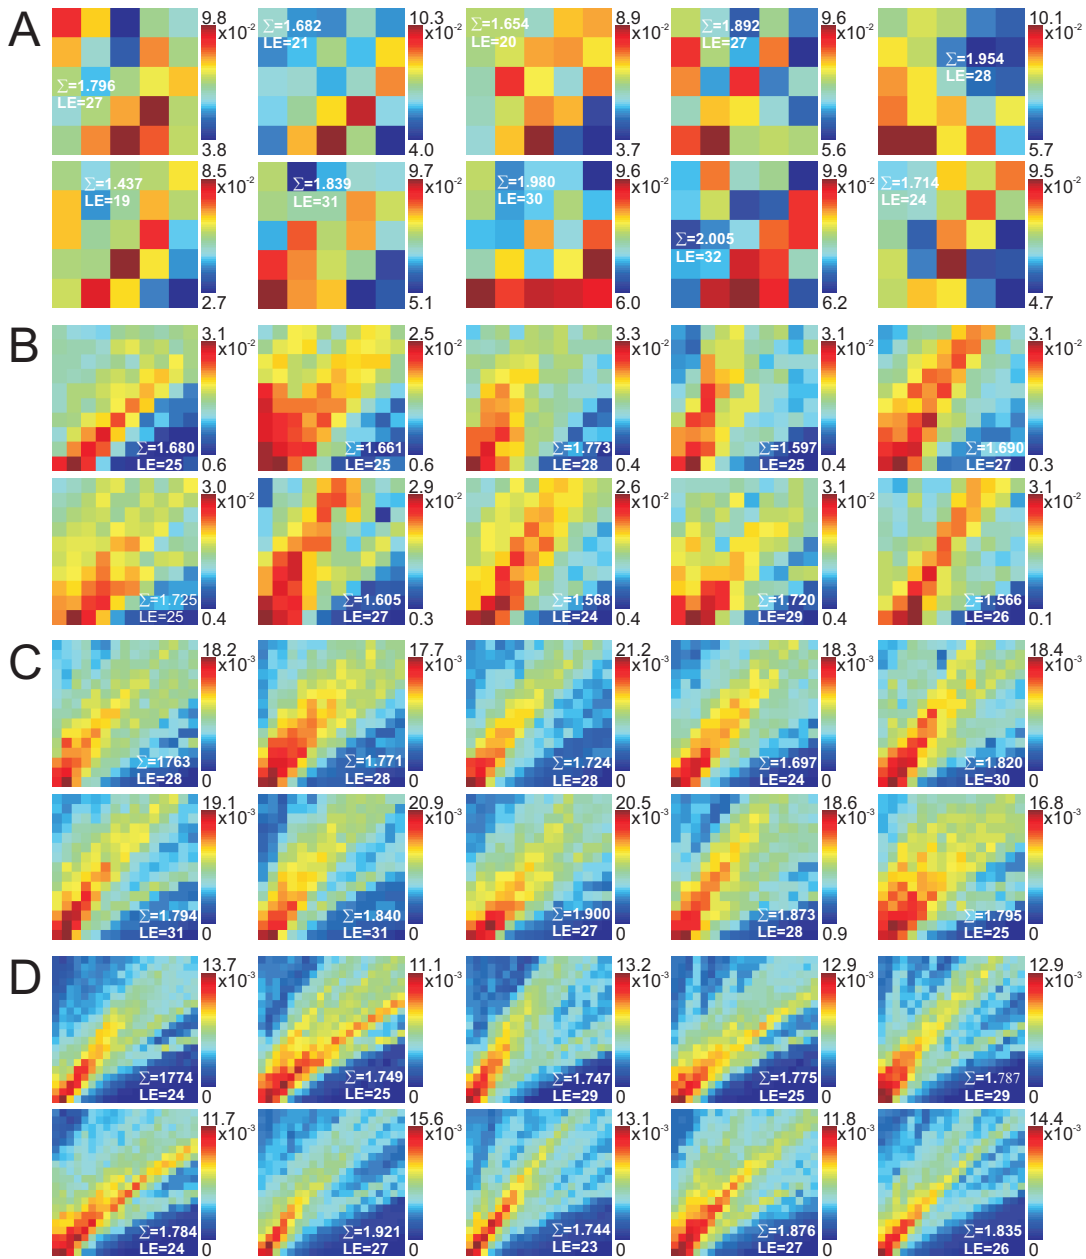 A
9.8
x10-2
Σ=1.796
LE=27
3.8
10.3
x10-2
Σ=1.682
LE=21
4.0
8.9
x10-2
Σ=1.654
LE=20
3.7
9.6
x10-2
Σ=1.892
LE=27
5.6
10.1
x10-2
Σ=1.954
LE=28
5.7
8.5
x10-2
Σ=1.437
LE=19
2.7
9.7
x10-2
Σ=1.839
LE=31
5.1
9.6
x10-2
Σ=1.980
LE=30
6.0
9.9
x10-2
Σ=2.005
LE=32
6.2
9.5
x10-2
Σ=1.714
LE=24
4.7
B
3.1
x10-2
Σ=1.680
LE=25
0.6
2.5
x10-2
Σ=1.661
LE=25
0.6
3.3
x10-2
Σ=1.773
LE=28
0.4
3.1
x10-2
Σ=1.597
LE=25
0.4
3.1
x10-2
Σ=1.690
LE=27
0.3
3.0
x10-2
Σ=1.725
LE=25
0.4
2.9
x10-2
Σ=1.605
LE=27
0.3
2.6
x10-2
Σ=1.568
LE=24
0.4
3.1
x10-2
Σ=1.720
LE=29
0.4
3.1
x10-2
Σ=1.566
LE=26
0.1
C
18.2
x10-3
Σ=1763
LE=28
0
17.7
x10-3
Σ=1.771
LE=28
0
21.2
x10-3
Σ=1.724
LE=28
0
18.3
x10-3
Σ=1.697
LE=24
0
18.4
x10-3
Σ=1.820
LE=30
0
19.1
x10-3
Σ=1.794
LE=31
0
20.9
x10-3
Σ=1.840
LE=31
0
20.5
x10-3
Σ=1.900
LE=27
0
18.6
x10-3
Σ=1.873
LE=28
0.9
16.8
x10-3
Σ=1.795
LE=25
0
D
13.7
x10-3
Σ=1774
LE=24
0
11.1
x10-3
Σ=1.749
LE=25
0
13.2
x10-3
Σ=1.747
LE=29
0
12.9
x10-3
Σ=1.775
LE=25
0
12.9
x10-3
Σ=1.787
LE=29
0
11.7
x10-3
Σ=1.784
LE=24
0
15.6
x10-3
Σ=1.921
LE=27
0
13.1
x10-3
Σ=1.744
LE=23
0
11.8
x10-3
Σ=1.876
LE=27
0
14.4
x10-3
Σ=1.835
LE=26
0